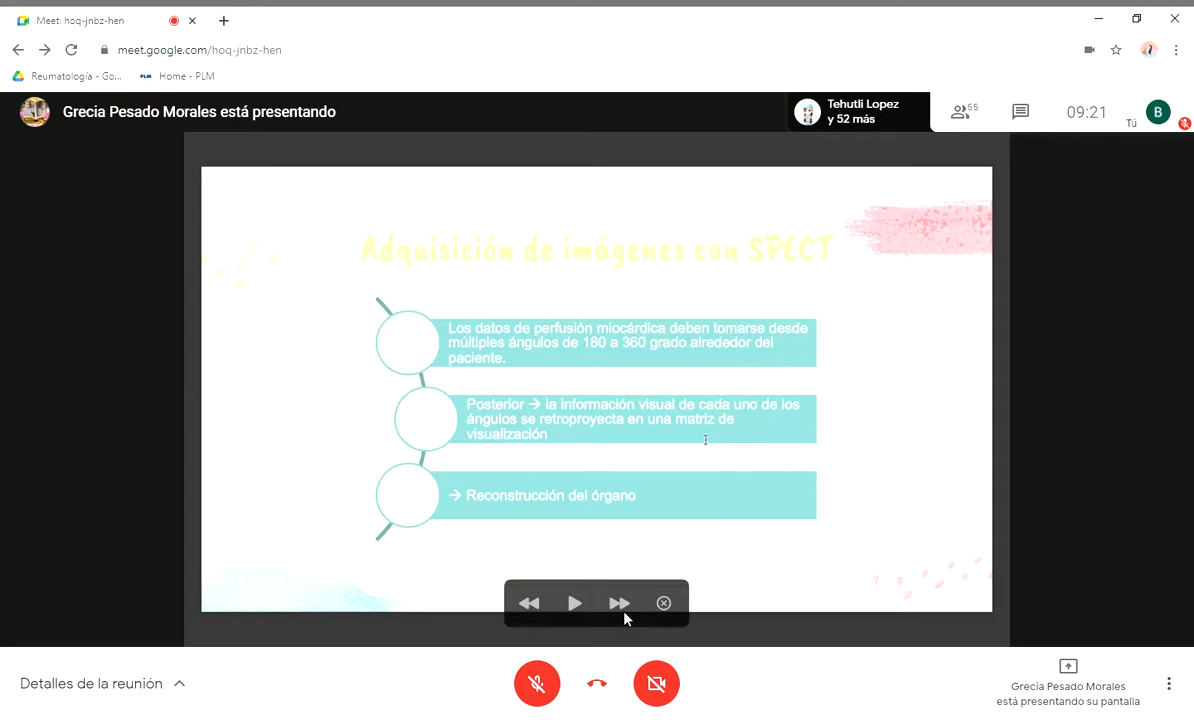 Meet: hoq-jnbz-hen
meet.google.com/hoq-jnbz-hen
Reumatología - Go...
PLM
Home - PLM
Grecia Pesado Morales está presentando
Tehutli Lopez
y 52 más
55
09:21
Tú
B
Adquisición de imágenes con SPECT
Los datos de perfusión miocárdica deben tomarse desde
múltiples ángulos de 180 a 360 grado alrededor del
paciente.
Posterior → la información visual de cada uno de los
ángulos se retroproyecta en una matriz de
visualización
→ Reconstrucción del órgano
Detalles de la reunión
Grecia Pesado Morales
está presentando su pantalla